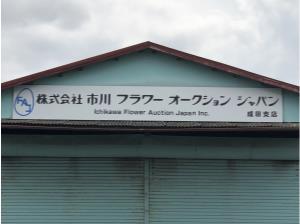 FAJ
株式会社 市川 フラワー オークション ジャパン
Ichikawa Flower Auction Japan Inc.
成田支店